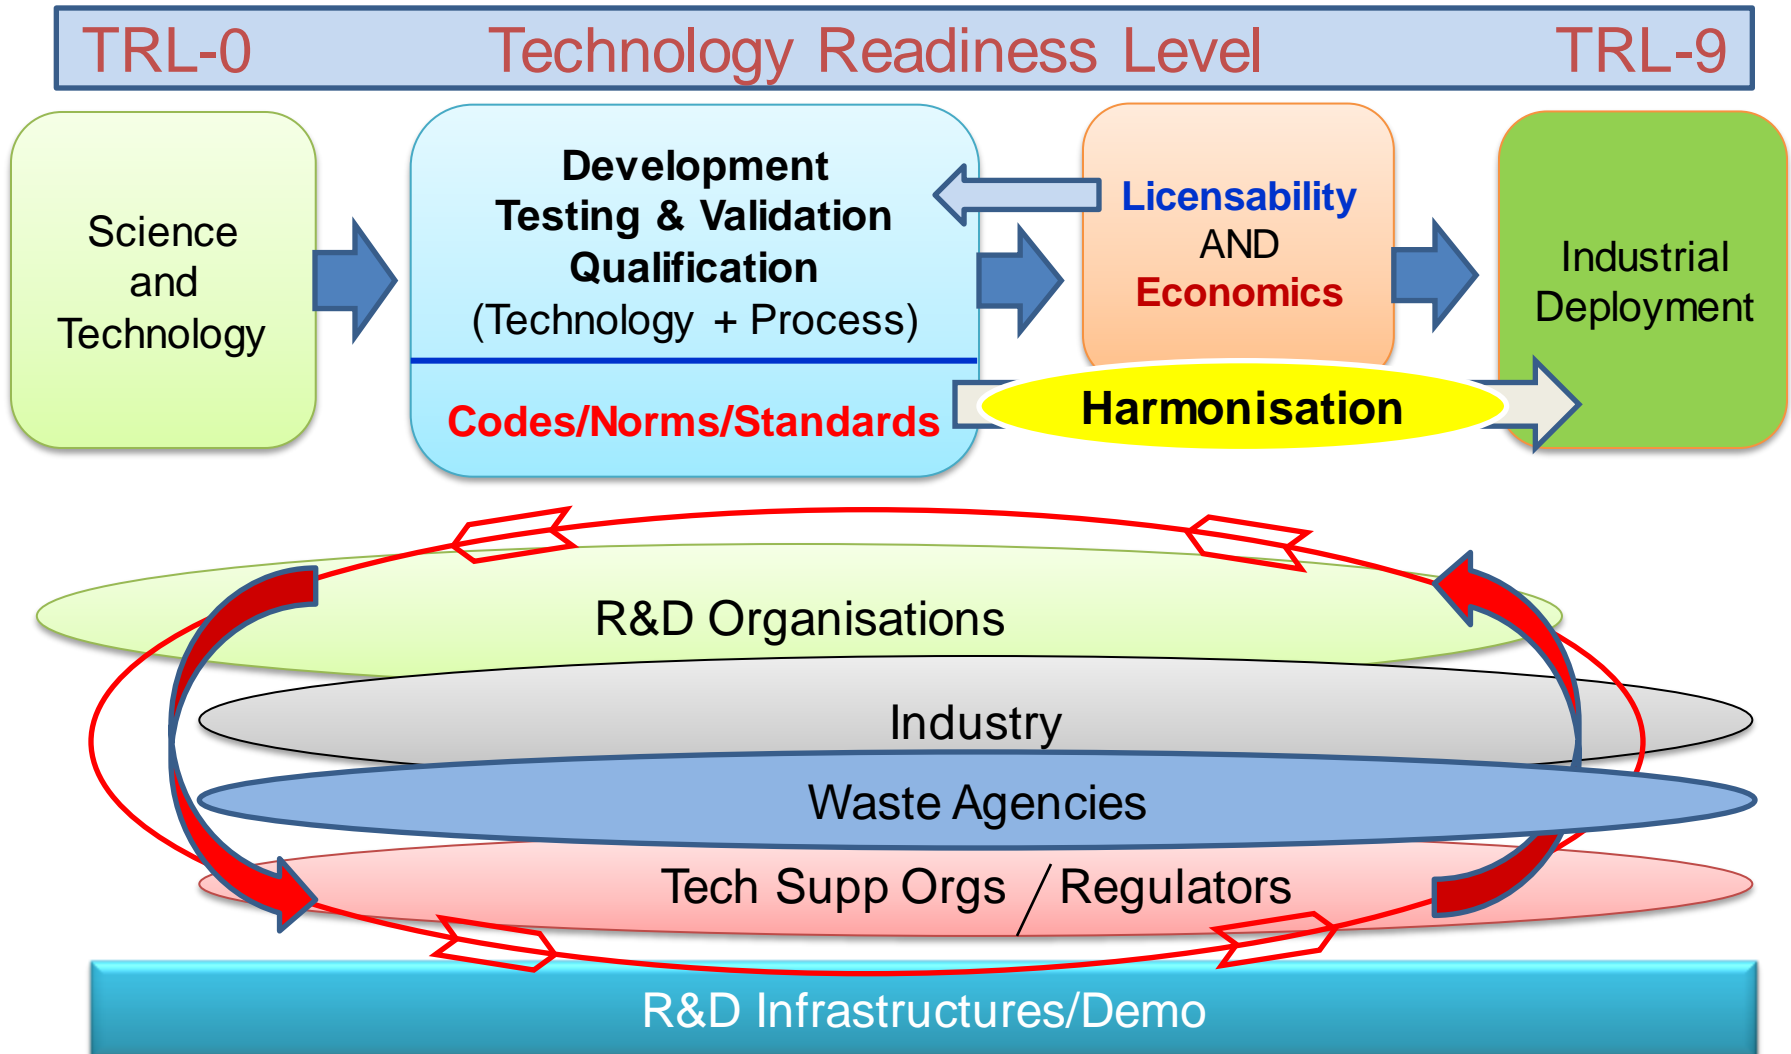 TRL-0 Technology Readiness Level TRL-9
Science
and
Technology
Development
Testing & Validation
Qualification
(Technology + Process)
Codes/Norms/Standards
Licensability
AND
Economics
Harmonisation
Industrial
Deployment
R&D Organisations
Industry
Waste Agencies
Tech Supp Orgs / Regulators
R&D Infrastructures/Demo